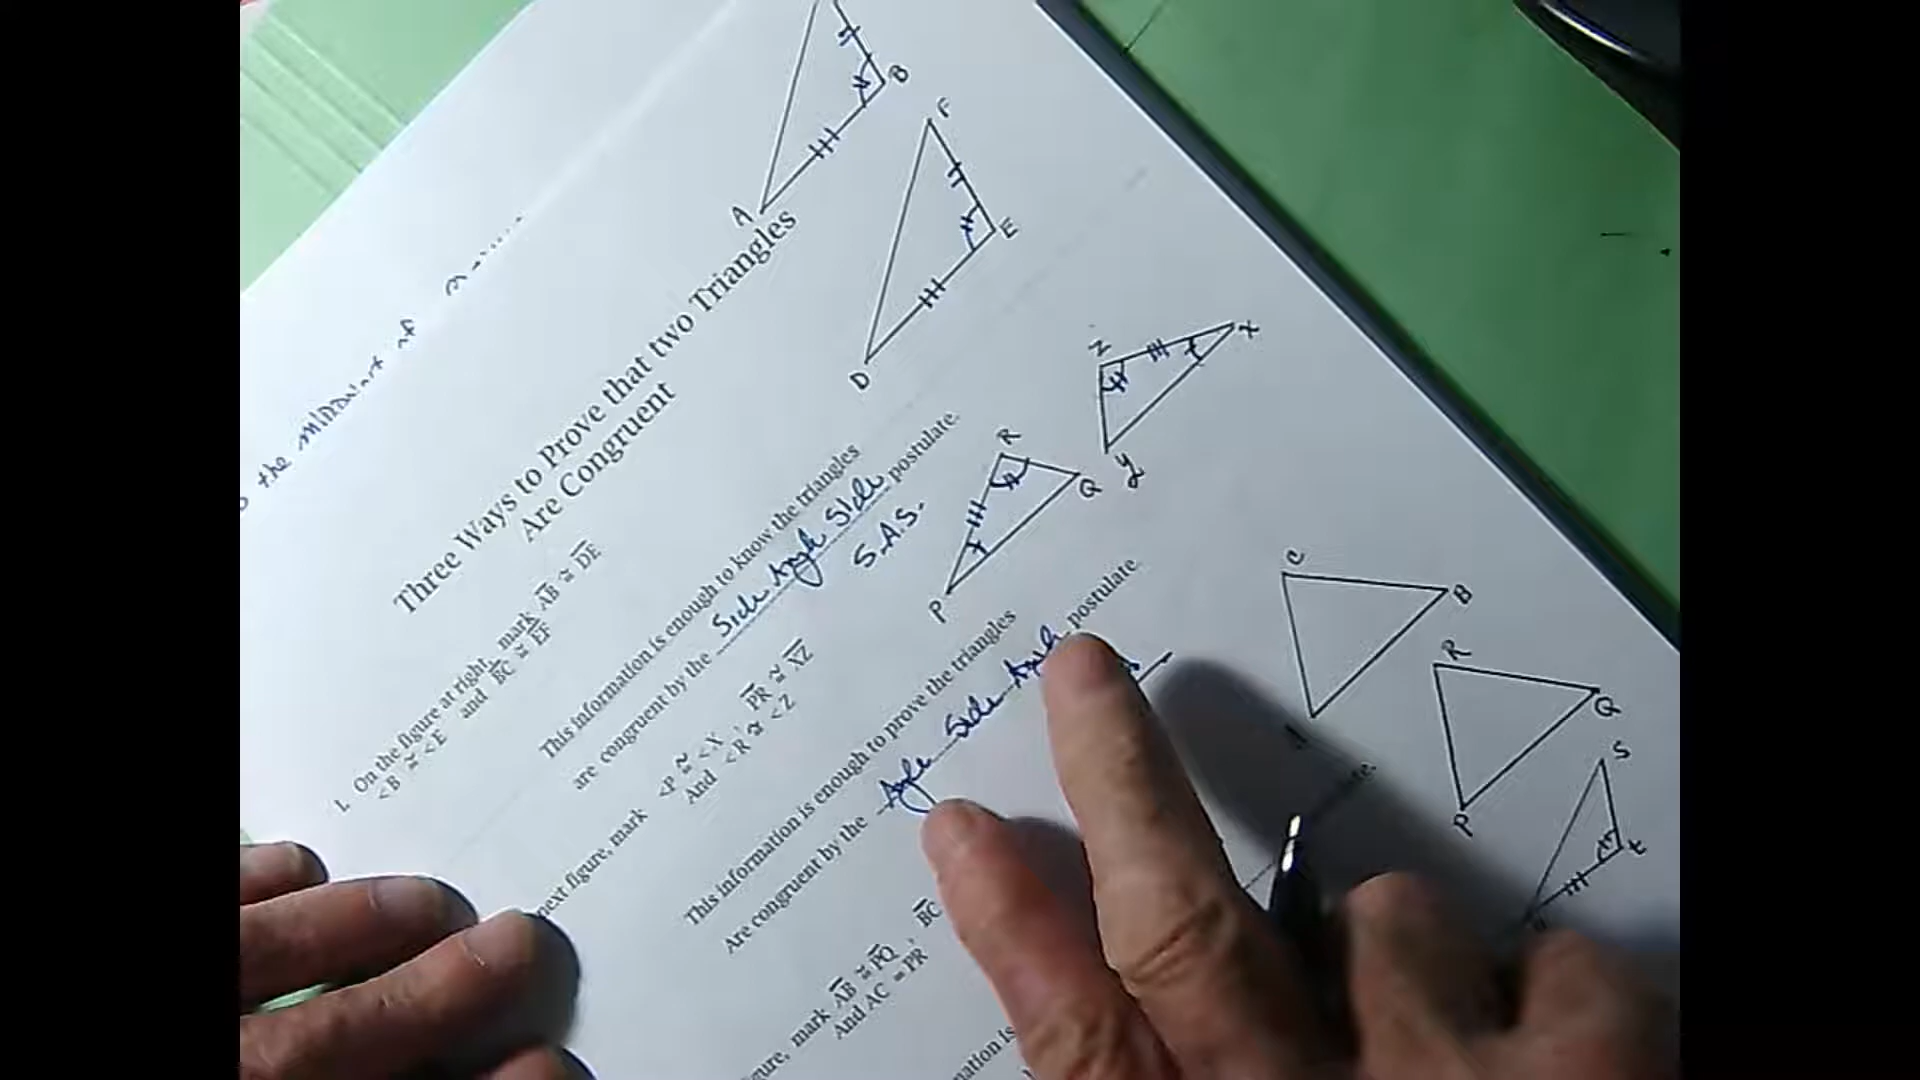 the midpoint of
Three Ways to Prove that two Triangles
Are Congruent
1. On the figure at right, mark AB ≅ DE
<B ≅ <E and BC ≅ EF
This information is enough to know the triangles
are congruent by the Side Angle Side postulate.
S.A.S.
A
B
F
E
D
next figure, mark <P ≅ <X, PR ≅ XZ
And <R ≅ <Z
This information is enough to prove the triangles
Are congruent by the Angle Side Angle postulate.
Z
X
Y
R
Q
P
mark AB ≅ PQ, BC
And AC = PR
C
B
R
Q
P
S
t